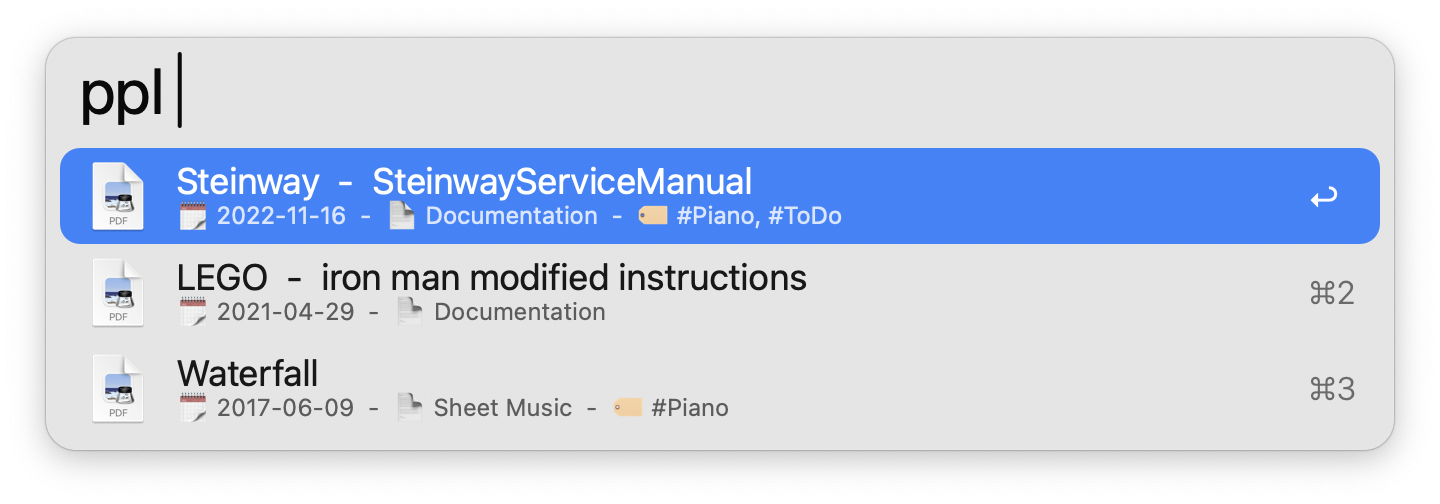 ppl
Steinway - SteinwayServiceManual
2022-11-16 - Documentation - #Piano, #ToDo
PDF
LEGO - iron man modified instructions
2021-04-29 - Documentation
⌘2
PDF
Waterfall
2017-06-09 - Sheet Music - #Piano
⌘3
PDF